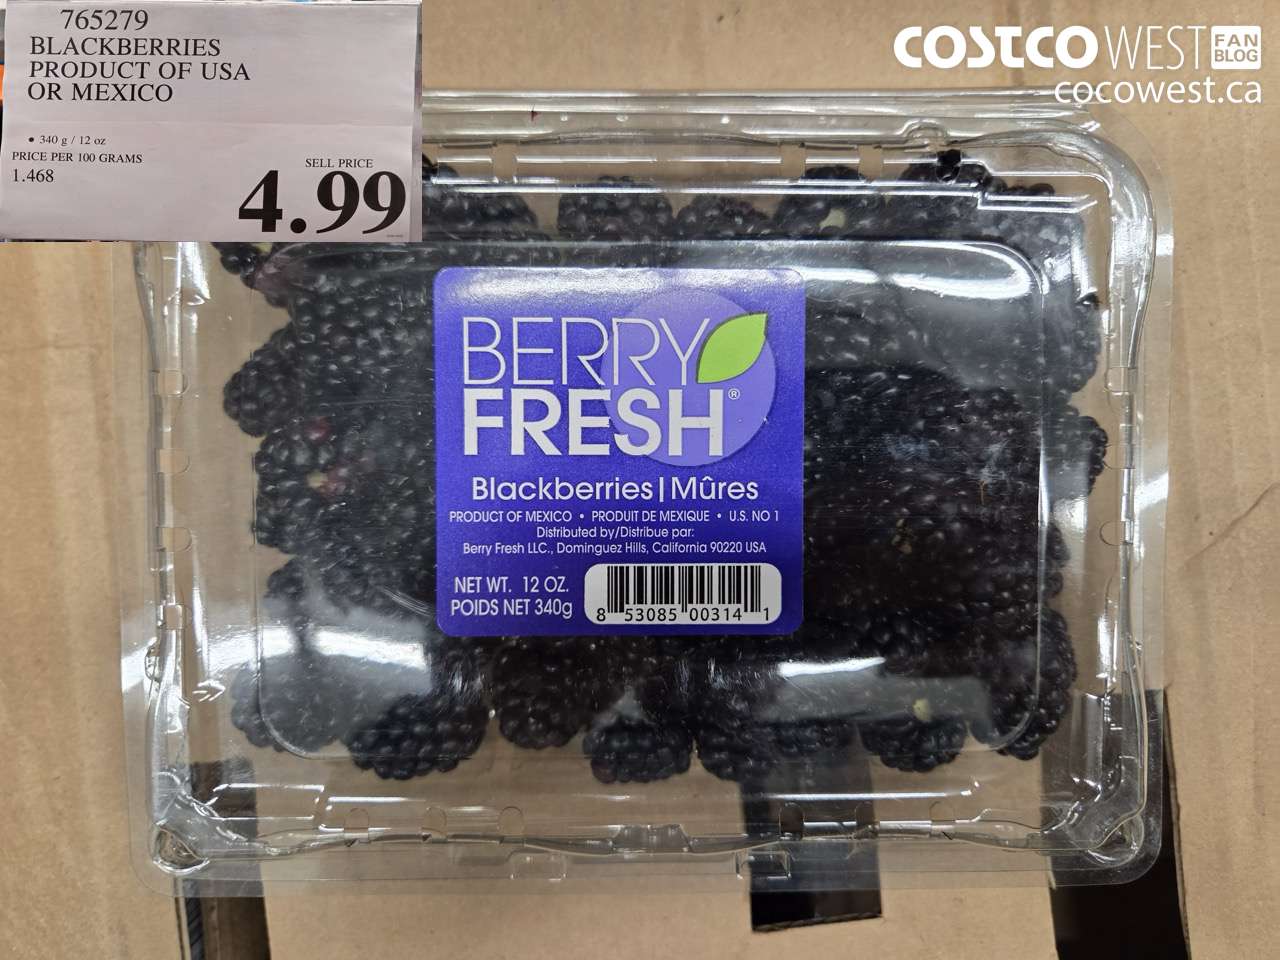 765279
BLACKBERRIES
PRODUCT OF USA
OR MEXICO
• 340 g / 12 oz
PRICE PER 100 GRAMS
1.468
SELL PRICE
4.99
COSTCO WEST FAN BLOG
cocowest.ca
BERRY
FRESH®
Blackberries | Mûres
PRODUCT OF MEXICO • PRODUIT DE MEXIQUE • U.S. NO 1
Distributed by/Distribue par:
Berry Fresh LLC., Dominguez Hills, California 90220 USA
NET WT. 12 OZ.
POIDS NET 340g
8 53085 00314 1